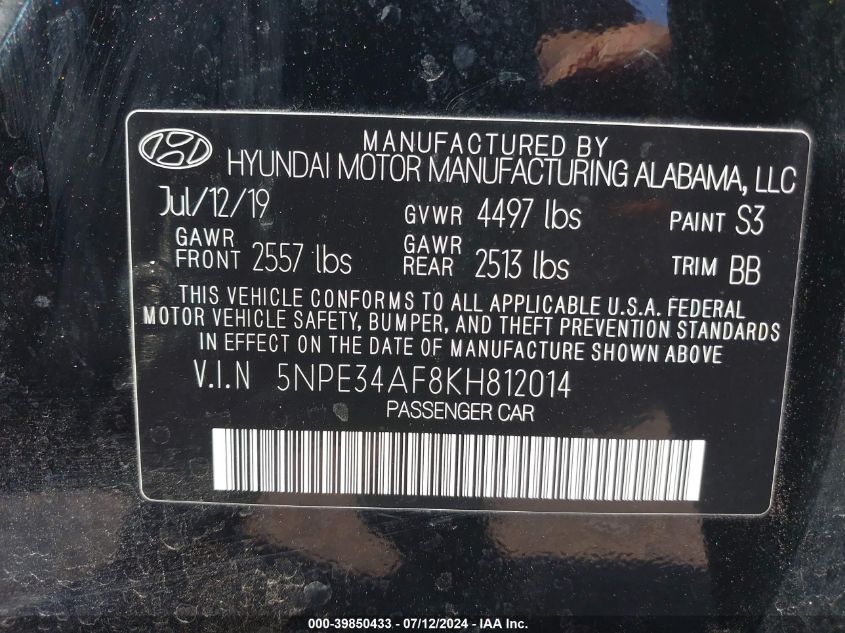 MANUFACTURED BY
HYUNDAI MOTOR MANUFACTURING ALABAMA, LLC
Jul/12/19 GVWR 4497 lbs PAINT S3
GAWR FRONT 2557 lbs GAWR REAR 2513 lbs TRIM BB
THIS VEHICLE CONFORMS TO ALL APPLICABLE U.S.A. FEDERAL
MOTOR VEHICLE SAFETY, BUMPER, AND THEFT PREVENTION STANDARDS
IN EFFECT ON THE DATE OF MANUFACTURE SHOWN ABOVE
V.I.N 5NPE34AF8KH812014
PASSENGER CAR
000-39850433 - 07/12/2024 - IAA Inc.